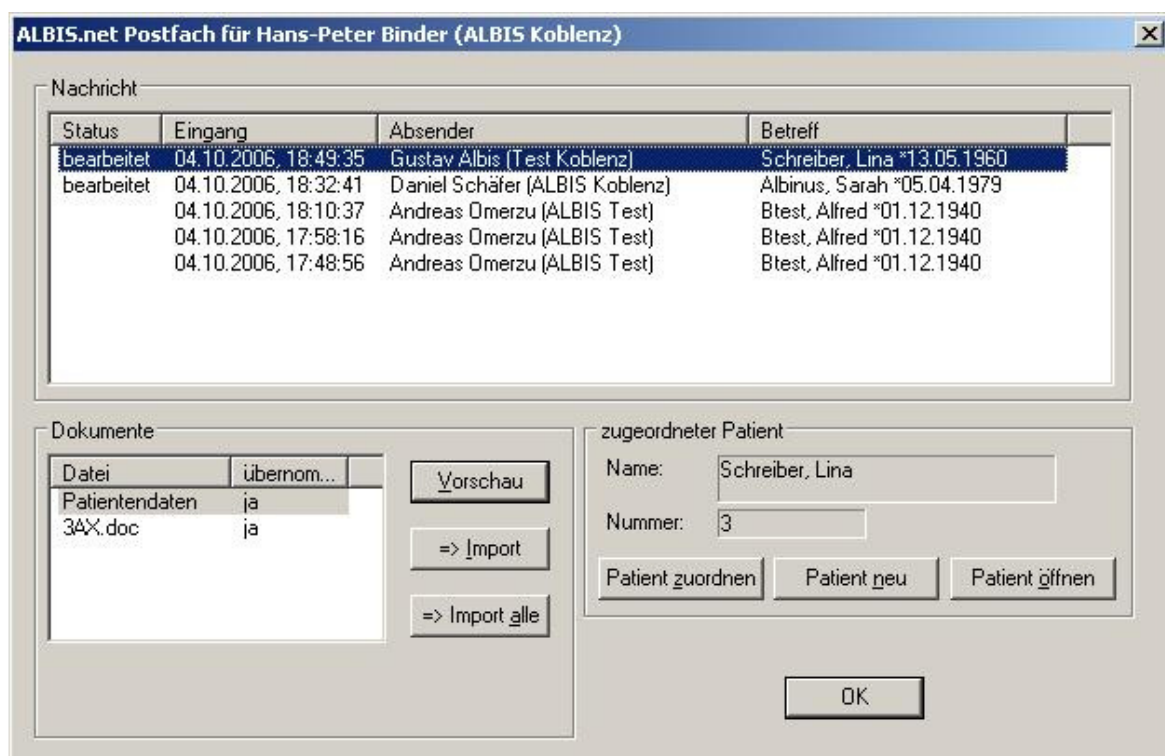 ALBIS.net Postfach für Hans-Peter Binder (ALBIS Koblenz)
Nachricht
Status Eingang Absender Betreff
bearbeitet 04.10.2006, 18:49:35 Gustav Albis (Test Koblenz) Schreiber, Lina *13.05.1960
bearbeitet 04.10.2006, 18:32:41 Daniel Schäfer (ALBIS Koblenz) Albinus, Sarah *05.04.1979
04.10.2006, 18:10:37 Andreas Omerzu (ALBIS Test) Btest, Alfred *01.12.1940
04.10.2006, 17:58:16 Andreas Omerzu (ALBIS Test) Btest, Alfred *01.12.1940
04.10.2006, 17:48:56 Andreas Omerzu (ALBIS Test) Btest, Alfred *01.12.1940
Dokumente
Datei übernom...
Patientendaten ja
3AX.doc ja
Vorschau
=> Import
=> Import alle
zugeordneter Patient
Name: Schreiber, Lina
Nummer: 3
Patient zuordnen Patient neu Patient öffnen
OK